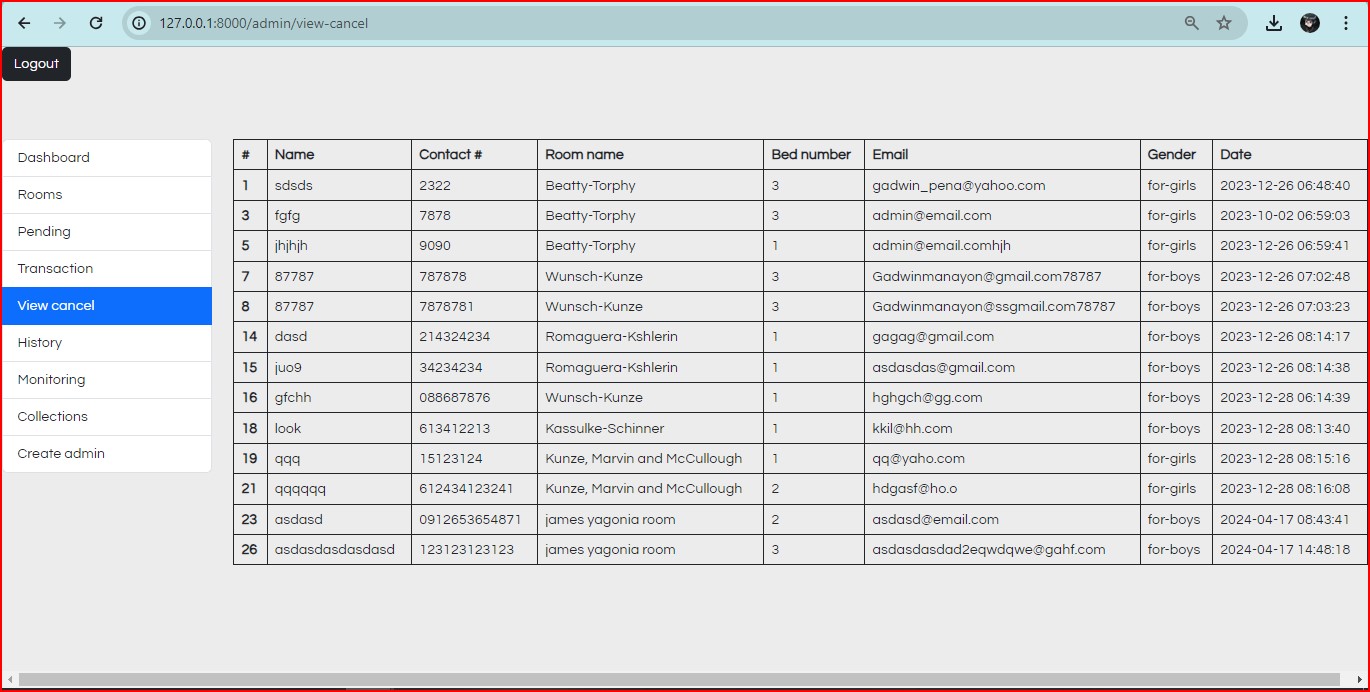 127.0.0.1:8000/admin/view-cancel
Logout
Dashboard
Rooms
Pending
Transaction
View cancel
History
Monitoring
Collections
Create admin
# Name Contact # Room name Bed number Email Gender Date
1 sdsds 2322 Beatty-Torphy 3 gadwin_pena@yahoo.com for-girls 2023-12-26 06:48:40
3 fgfg 7878 Beatty-Torphy 3 admin@email.com for-girls 2023-10-02 06:59:03
5 jhjhjh 9090 Beatty-Torphy 1 admin@email.comhjh for-girls 2023-12-26 06:59:41
7 87787 787878 Wunsch-Kunze 3 Gadwinmanayon@gmail.com78787 for-boys 2023-12-26 07:02:48
8 87787 7878781 Wunsch-Kunze 3 Gadwinmanayon@ssgmail.com78787 for-boys 2023-12-26 07:03:23
14 dasd 214324234 Romaguera-Kshlerin 1 gagag@gmail.com for-boys 2023-12-26 08:14:17
15 juo9 34234234 Romaguera-Kshlerin 1 asdasdas@gmail.com for-boys 2023-12-26 08:14:38
16 gfchh 088687876 Wunsch-Kunze 1 hghgch@gg.com for-boys 2023-12-28 06:14:39
18 look 613412213 Kassulke-Schinner 1 kkil@hh.com for-boys 2023-12-28 08:13:40
19 qqq 15123124 Kunze, Marvin and McCullough 1 qq@yaho.com for-girls 2023-12-28 08:15:16
21 qqqqqq 612434123241 Kunze, Marvin and McCullough 2 hdgasf@ho.o for-girls 2023-12-28 08:16:08
23 asdasd 0912653654871 james yagonia room 2 asdasd@email.com for-boys 2024-04-17 08:43:41
26 asdasdasdasdasd 123123123123 james yagonia room 3 asdasdasdad2eqwdqwe@gahf.com for-boys 2024-04-17 14:48:18